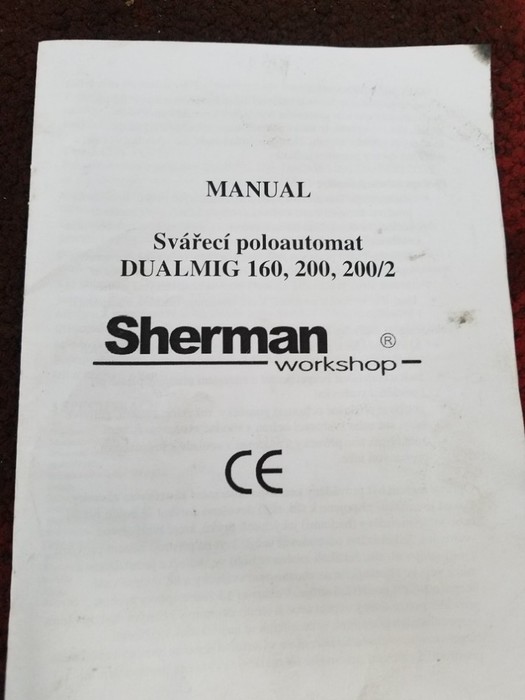 MANUAL
Svářecí poloautomat
DUALMIG 160, 200, 200/2
Sherman ®
workshop
CE